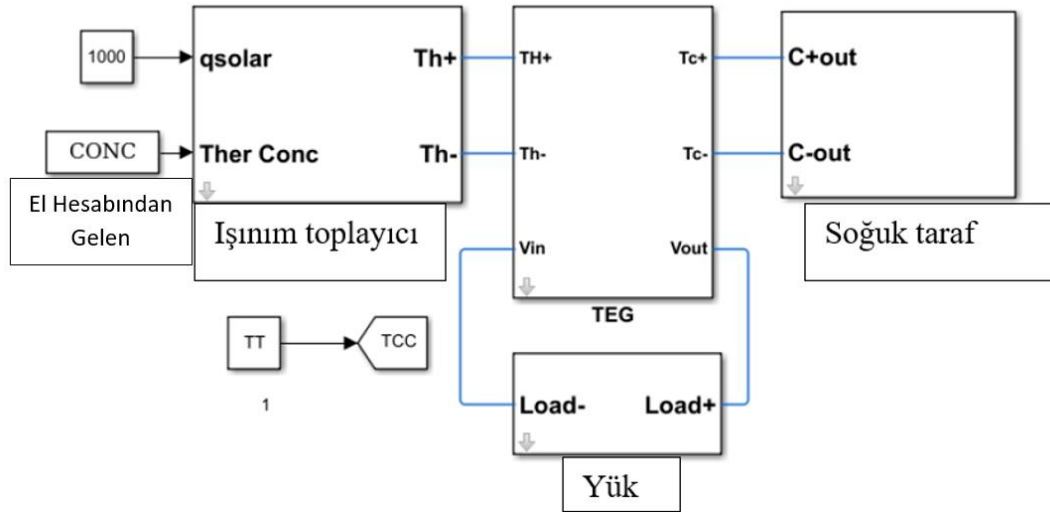 1000
qsolar
Th+
TH+
Tc+
C+out
CONC
Ther Conc
Th-
Th-
Tc-
C-out
El Hesabından
Gelen
Işınım toplayıcı
Vin
Vout
Soğuk taraf
TEG
TT
TCC
1
Load-
Load+
Yük